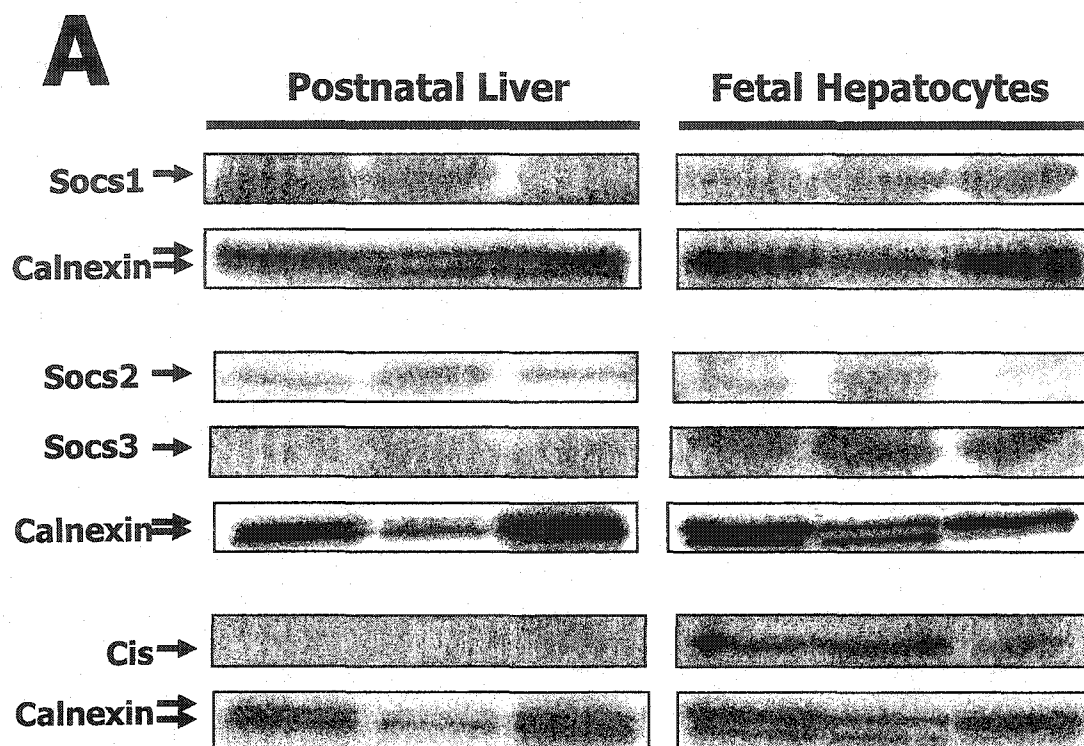 A
Postnatal Liver Fetal Hepatocytes
Socs1
Calnexin
Socs2
Socs3
Calnexin
Cis
Calnexin